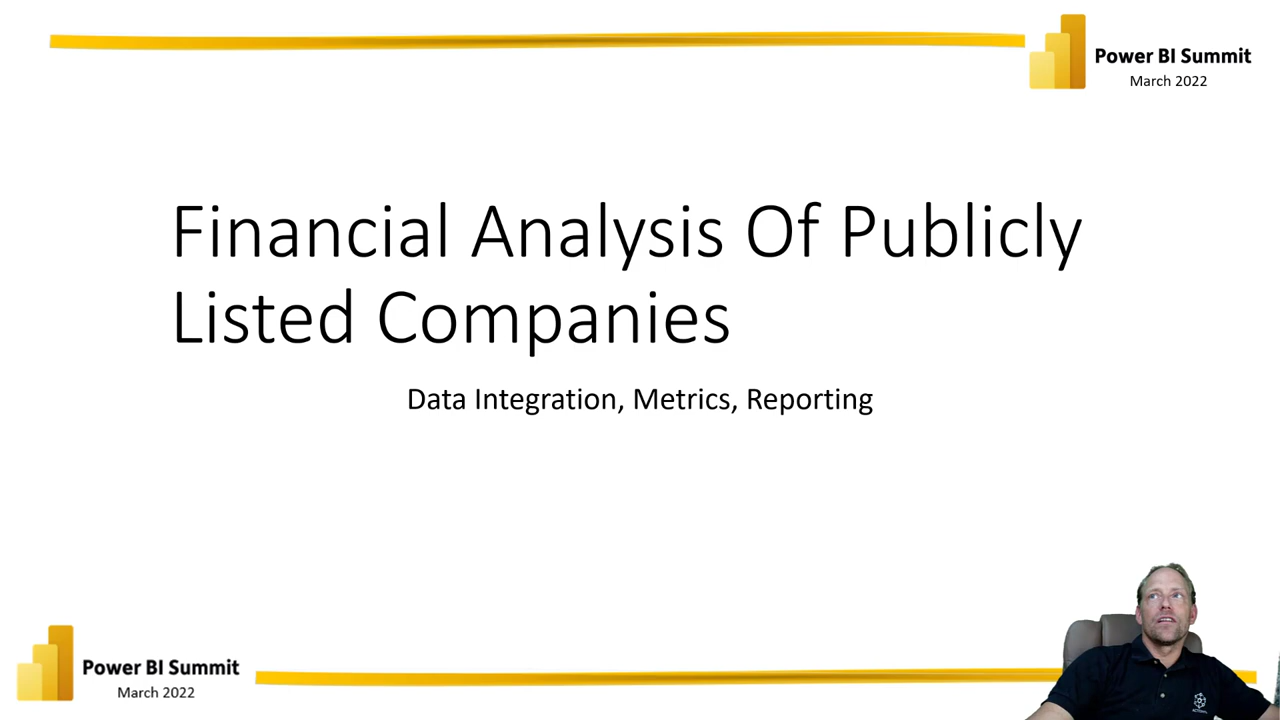 Power BI Summit
March 2022
Financial Analysis Of Publicly
Listed Companies
Data Integration, Metrics, Reporting
Power BI Summit
March 2022